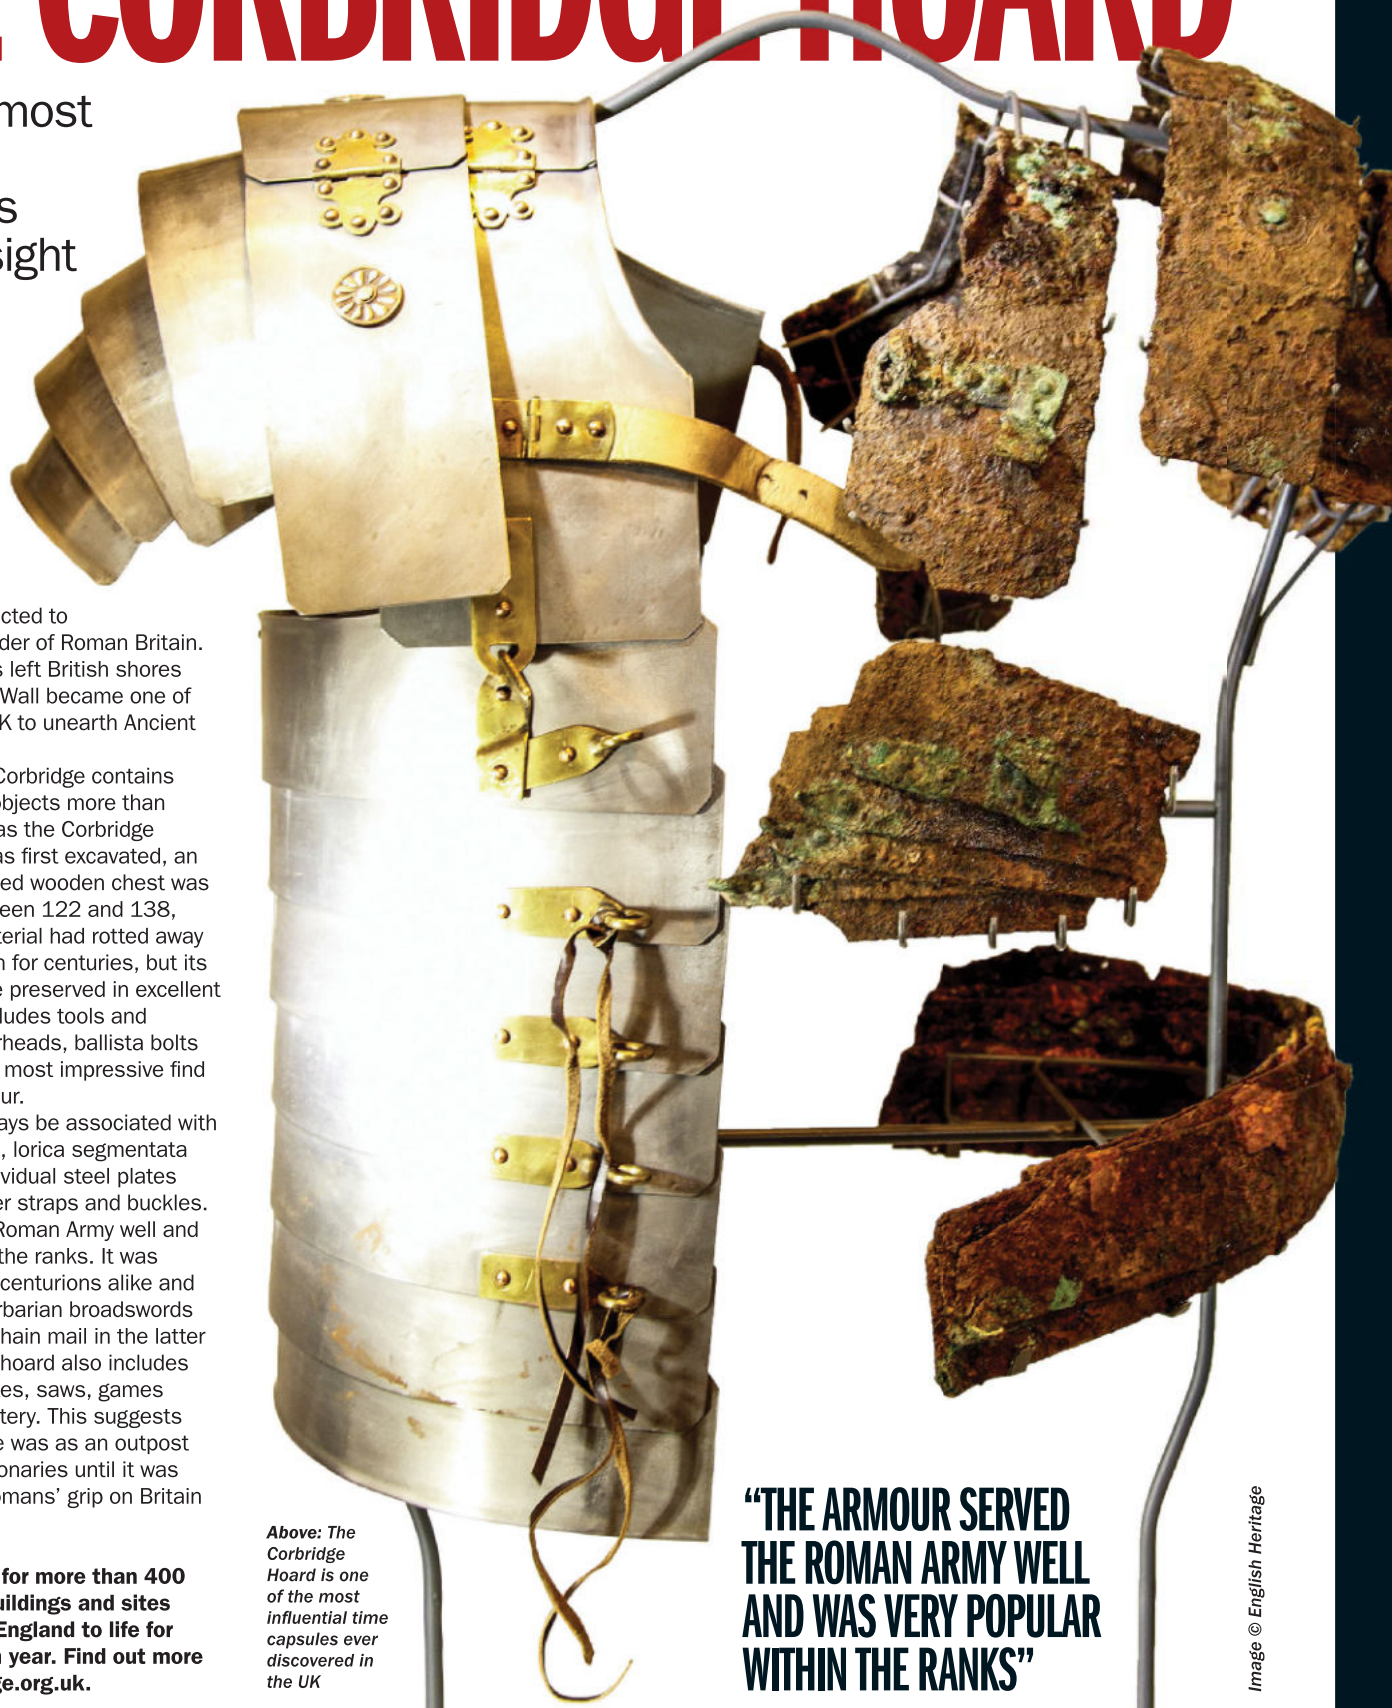 CORBRIDGE HOARD
most
s
sight
cted to
der of Roman Britain.
s left British shores
Wall became one of
K to unearth Ancient
Corbridge contains
objects more than
as the Corbridge
as first excavated, an
ed wooden chest was
een 122 and 138,
terial had rotted away
n for centuries, but its
e preserved in excellent
ludes tools and
rheads, ballista bolts
most impressive find
ur.
ays be associated with
, lorica segmentata
vidual steel plates
er straps and buckles.
Roman Army well and
the ranks. It was
centurions alike and
rbarian broadswords
hain mail in the latter
hoard also includes
es, saws, games
tery. This suggests
e was as an outpost
onaries until it was
omans’ grip on Britain
for more than 400
uildings and sites
England to life for
n year. Find out more
ge.org.uk.
Above: The
Corbridge
Hoard is one
of the most
influential time
capsules ever
discovered in
the UK
“THE ARMOUR SERVED
THE ROMAN ARMY WELL
AND WAS VERY POPULAR
WITHIN THE RANKS”
Image © English Heritage